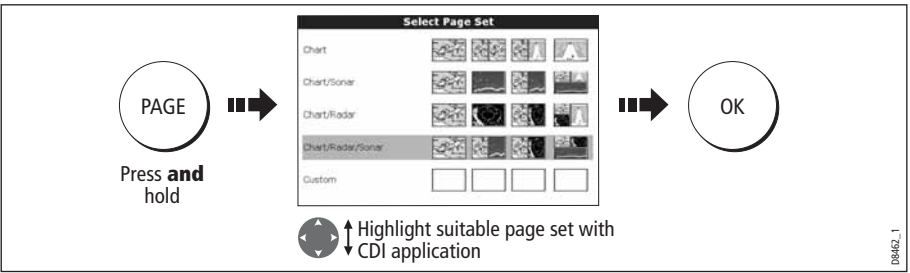 Select Page Set
Chart
Chart/Sonar
Chart/Radar
Chart/Radar/Sonar
Custom
PAGE
OK
Press and
hold
Highlight suitable page set with
CDI application
D8462_1